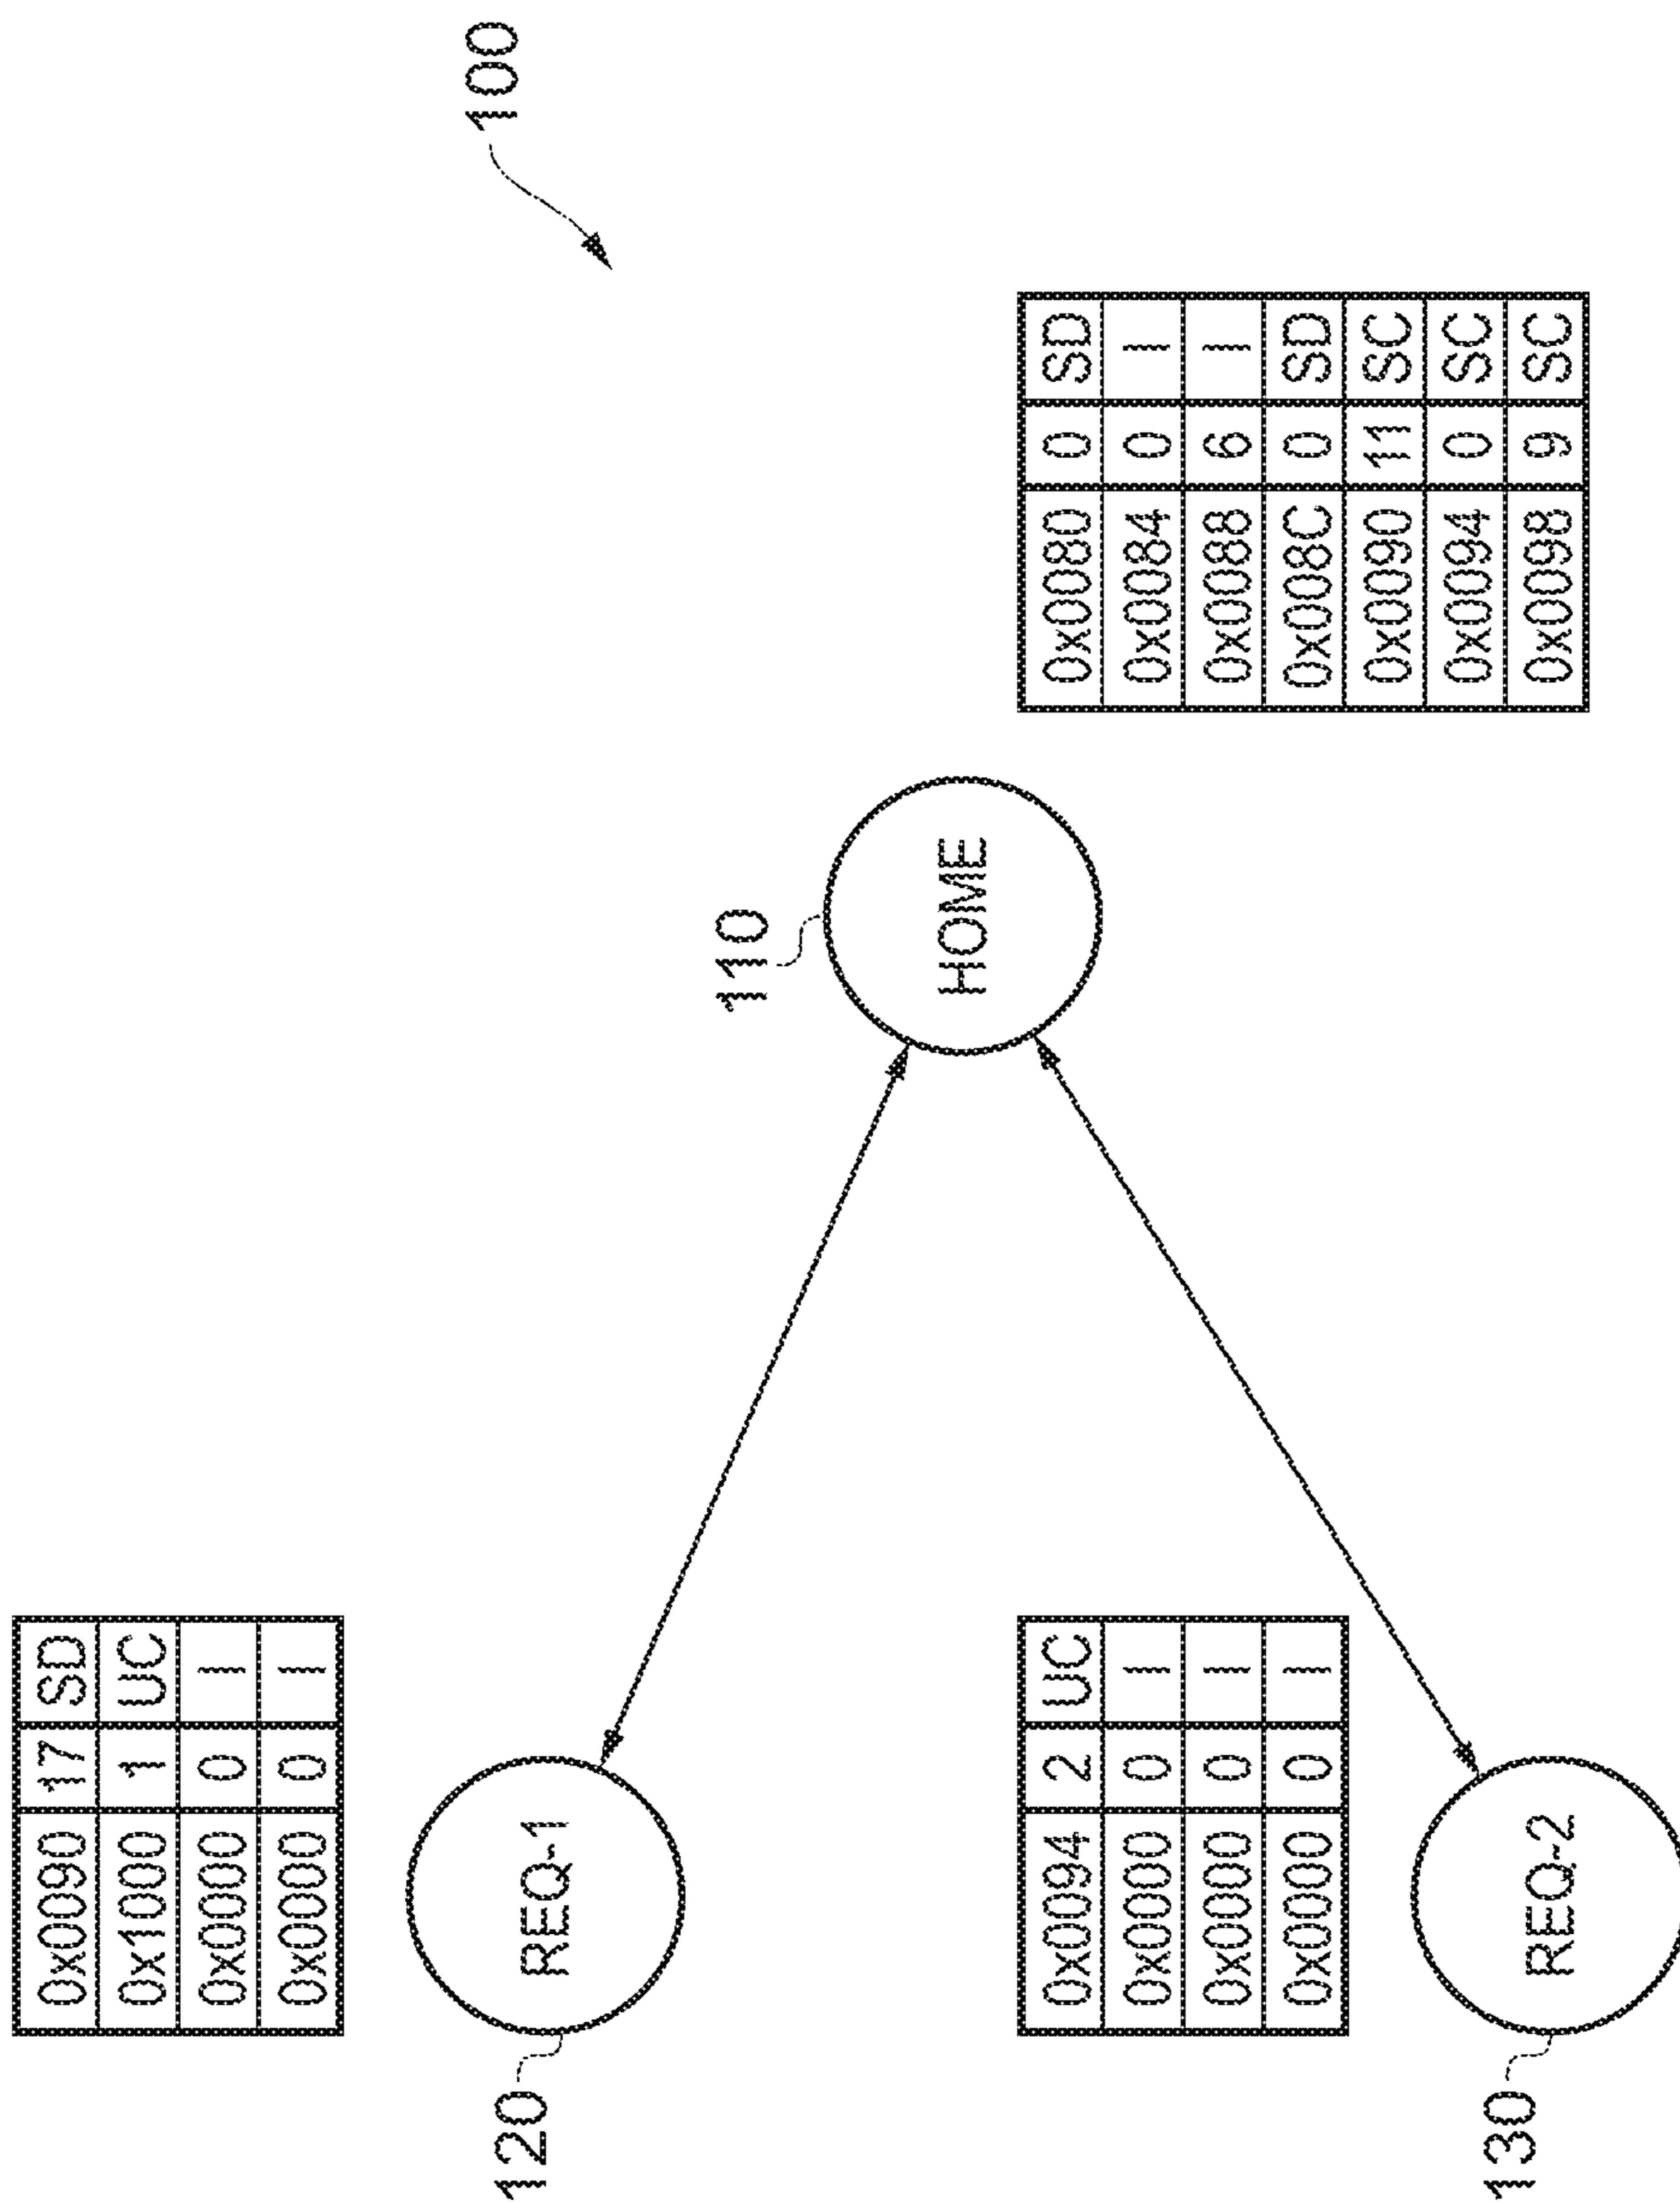 100
0x0090 17 SD
0x1000 1 UC
0x0000 0 I
0x0000 0 I
120
REQ-1
110
HOME
0x0080 0 SD
0x0084 0 I
0x0088 6 I
0x008C 0 SD
0x0090 11 SC
0x0094 0 SC
0x0098 9 SC
0x0094 2 UC
0x0000 0 I
0x0000 0 I
0x0000 0 I
130
REQ-2